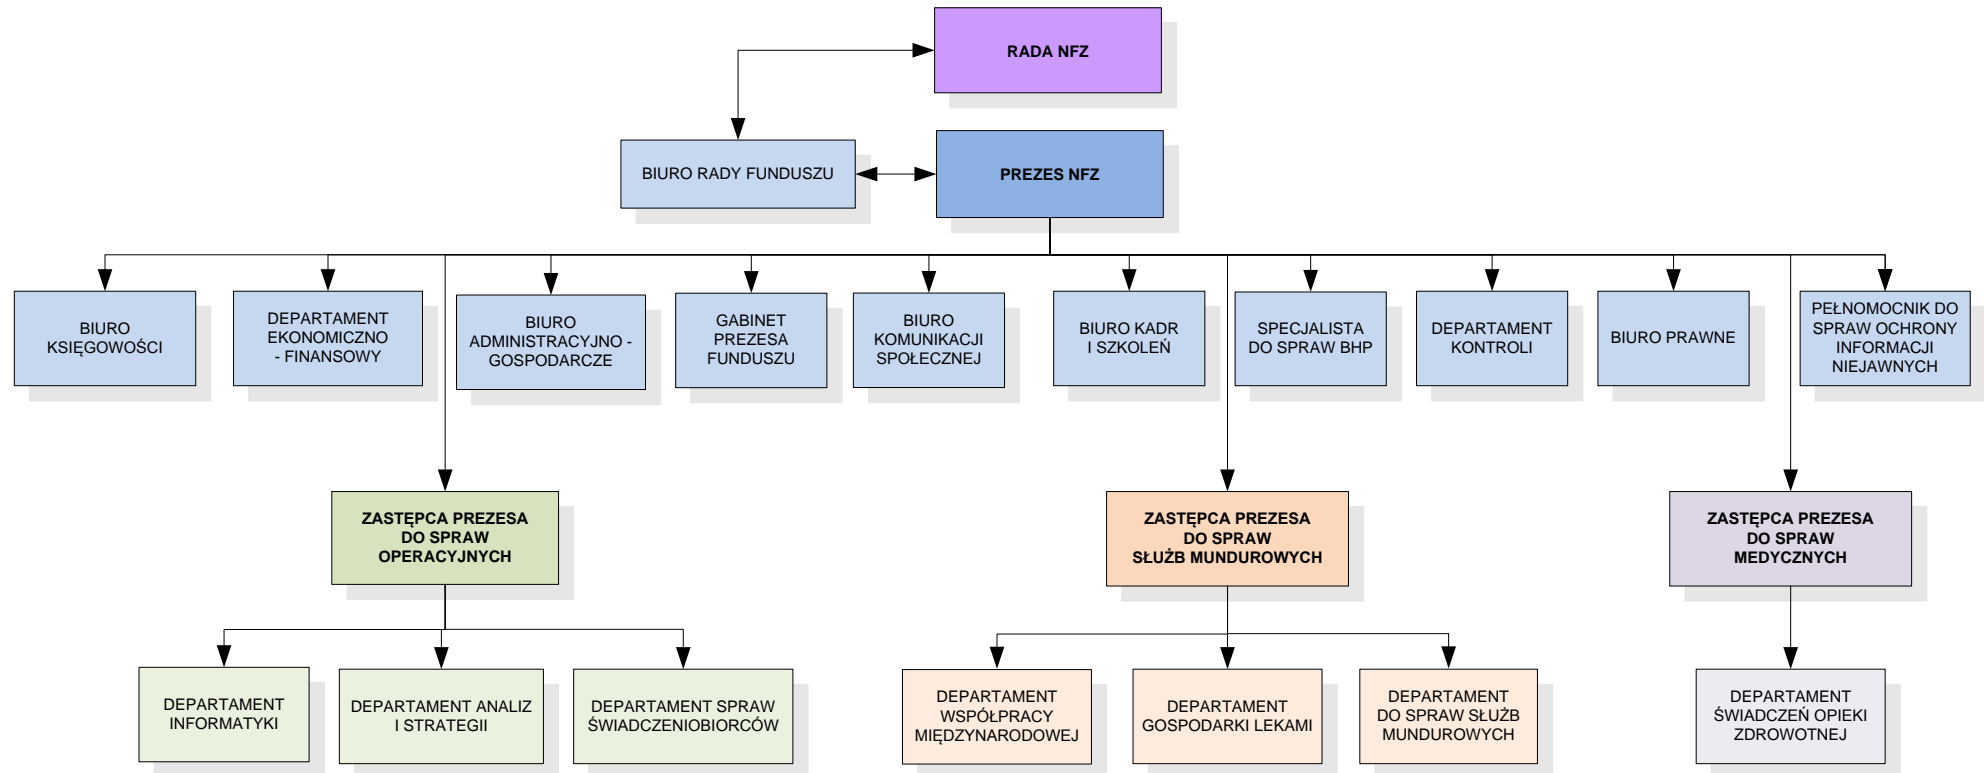 RADA NFZ
BIURO RADY FUNDUSZU
PREZES NFZ
BIURO
KSIĘGOWOŚCI
DEPARTAMENT
EKONOMICZNO
- FINANSOWY
BIURO
ADMINISTRACYJNO -
GOSPODARCZE
GABINET
PREZESA
FUNDUSZU
BIURO
KOMUNIKACJI
SPOŁECZNEJ
BIURO KADR
I SZKOLEŃ
SPECJALISTA
DO SPRAW BHP
DEPARTAMENT
KONTROLI
BIURO PRAWNE
PEŁNOMOCNIK DO
SPRAW OCHRONY
INFORMACJI
NIEJAWNYCH
ZASTĘPCA PREZESA
DO SPRAW
OPERACYJNYCH
ZASTĘPCA PREZESA
DO SPRAW
SŁUŻB MUNDUROWYCH
ZASTĘPCA PREZESA
DO SPRAW
MEDYCZNYCH
DEPARTAMENT
INFORMATYKI
DEPARTAMENT ANALIZ
I STRATEGII
DEPARTAMENT SPRAW
ŚWIADCZENIOBIORCÓW
DEPARTAMENT
WSPÓŁPRACY
MIĘDZYNARODOWEJ
DEPARTAMENT
GOSPODARKI LEKAMI
DEPARTAMENT
DO SPRAW SŁUŻB
MUNDUROWYCH
DEPARTAMENT
ŚWIADCZEŃ OPIEKI
ZDROWOTNEJ